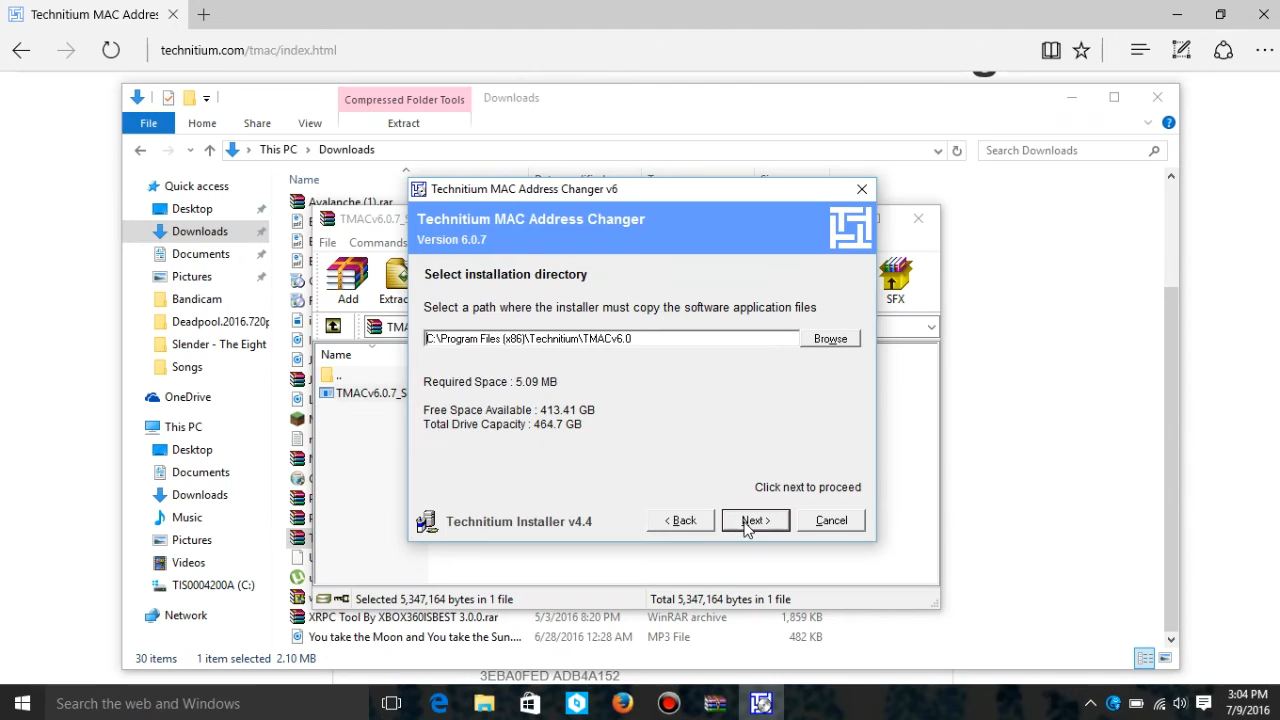 Technitium MAC Addres
technitium.com/tmac/index.html
Compressed Folder Tools
Downloads
File
Home
Share
View
Extract
This PC > Downloads
Search Downloads
Name
Quick access
Desktop
Downloads
Documents
Pictures
Bandicam
Deadpool.2016.720p
Slender - The Eight
Songs
OneDrive
This PC
Desktop
Documents
Downloads
Music
Pictures
Videos
TIS0004200A (C:)
Network
Avalanche (1).rar
TMACv6.0.7_S
File Commands
Add
Extrac
SFX
TMA
Name
..
TMACv6.0.7_S
Technitium MAC Address Changer v6
Technitium MAC Address Changer
Version 6.0.7
Select installation directory
Select a path where the installer must copy the software application files
C:\Program Files (x86)\Technitium\TMACv6.0
Browse
Required Space : 5.09 MB
Free Space Available : 413.41 GB
Total Drive Capacity : 464.7 GB
Click next to proceed
Technitium Installer v4.4
< Back
Next >
Cancel
Selected 5,347,164 bytes in 1 file
Total 5,347,164 bytes in 1 file
XRPC Tool By XBOX360ISBEST 3.0.0.rar
5/3/2016 8:20 PM
WinRAR archive
1,859 KB
You take the Moon and You take the Sun....
6/28/2016 12:28 AM
MP3 File
482 KB
30 items
1 item selected 2.10 MB
3EBA0FED ADB4A152
Search the web and Windows
3:04 PM
7/9/2016